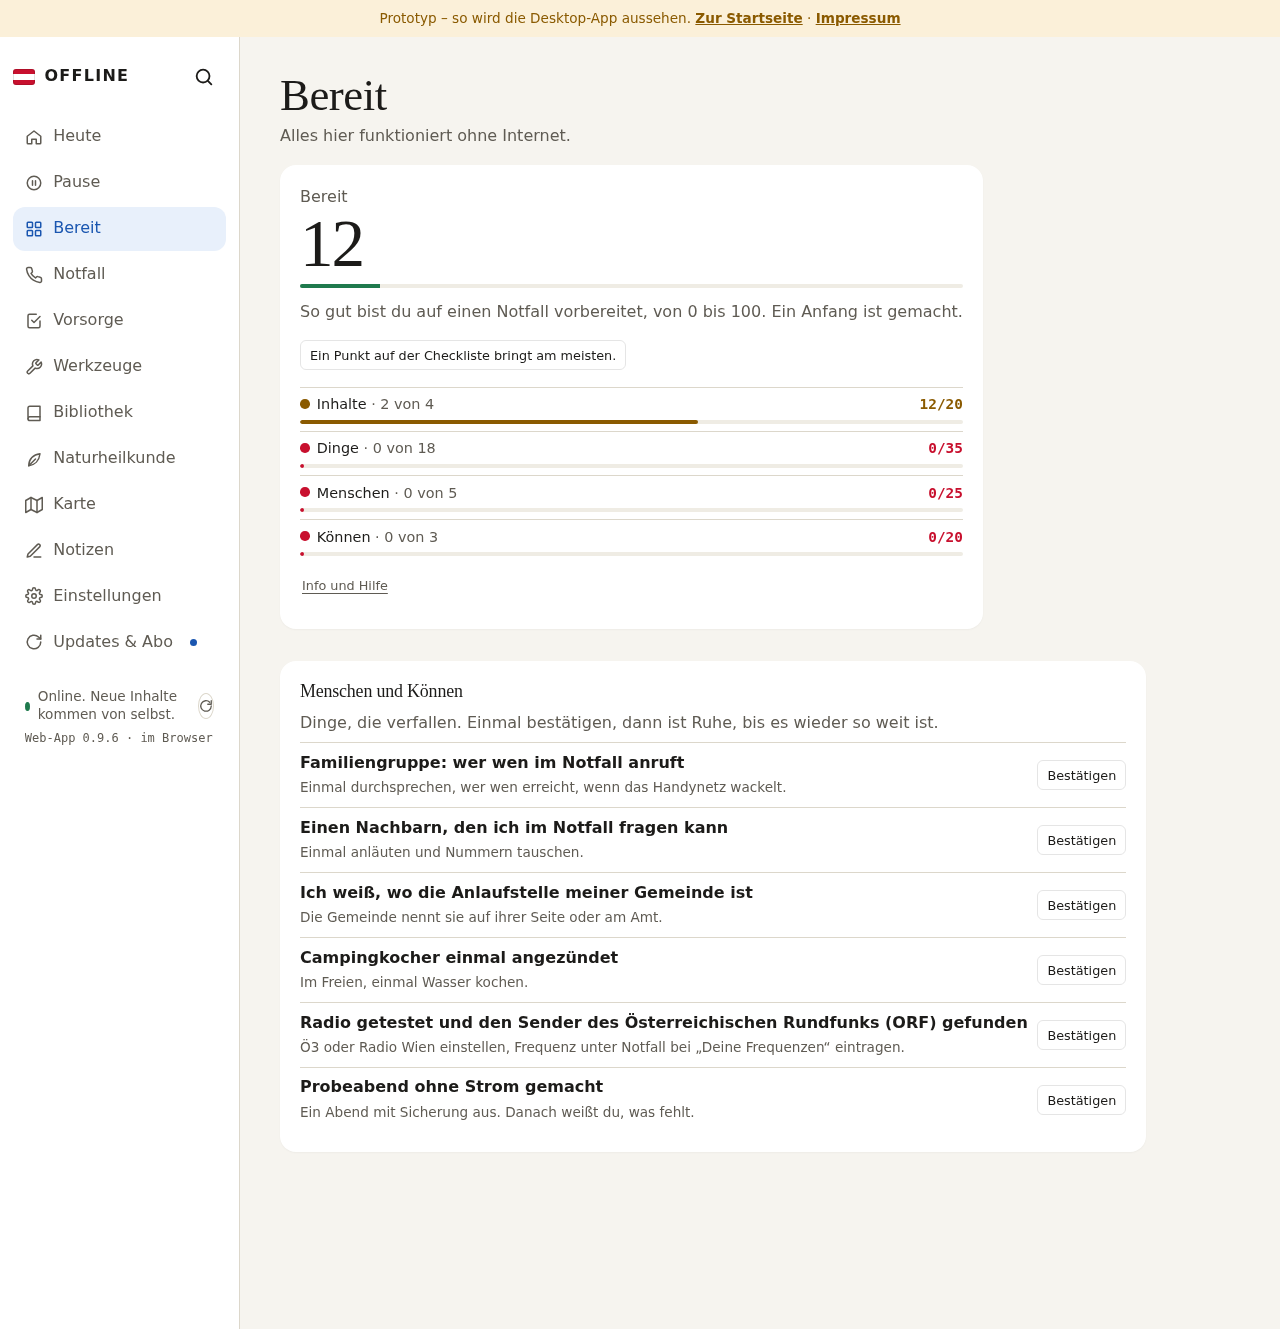 Prototyp – so wird die Desktop-App aussehen. Zur Startseite · Impressum
OFFLINE
Heute
Pause
Bereit
Notfall
Vorsorge
Werkzeuge
Bibliothek
Naturheilkunde
Karte
Notizen
Einstellungen
Updates & Abo
Online. Neue Inhalte
kommen von selbst.
Web-App 0.9.6 · im Browser
Bereit
Alles hier funktioniert ohne Internet.
Bereit
12
So gut bist du auf einen Notfall vorbereitet, von 0 bis 100. Ein Anfang ist gemacht.
Ein Punkt auf der Checkliste bringt am meisten.
Inhalte · 2 von 4 12/20
Dinge · 0 von 18 0/35
Menschen · 0 von 5 0/25
Können · 0 von 3 0/20
Info und Hilfe
Menschen und Können
Dinge, die verfallen. Einmal bestätigen, dann ist Ruhe, bis es wieder so weit ist.
Familiengruppe: wer wen im Notfall anruft
Einmal durchsprechen, wer wen erreicht, wenn das Handynetz wackelt.
Bestätigen
Einen Nachbarn, den ich im Notfall fragen kann
Einmal anläuten und Nummern tauschen.
Bestätigen
Ich weiß, wo die Anlaufstelle meiner Gemeinde ist
Die Gemeinde nennt sie auf ihrer Seite oder am Amt.
Bestätigen
Campingkocher einmal angezündet
Im Freien, einmal Wasser kochen.
Bestätigen
Radio getestet und den Sender des Österreichischen Rundfunks (ORF) gefunden
Ö3 oder Radio Wien einstellen, Frequenz unter Notfall bei „Deine Frequenzen“ eintragen.
Bestätigen
Probeabend ohne Strom gemacht
Ein Abend mit Sicherung aus. Danach weißt du, was fehlt.
Bestätigen